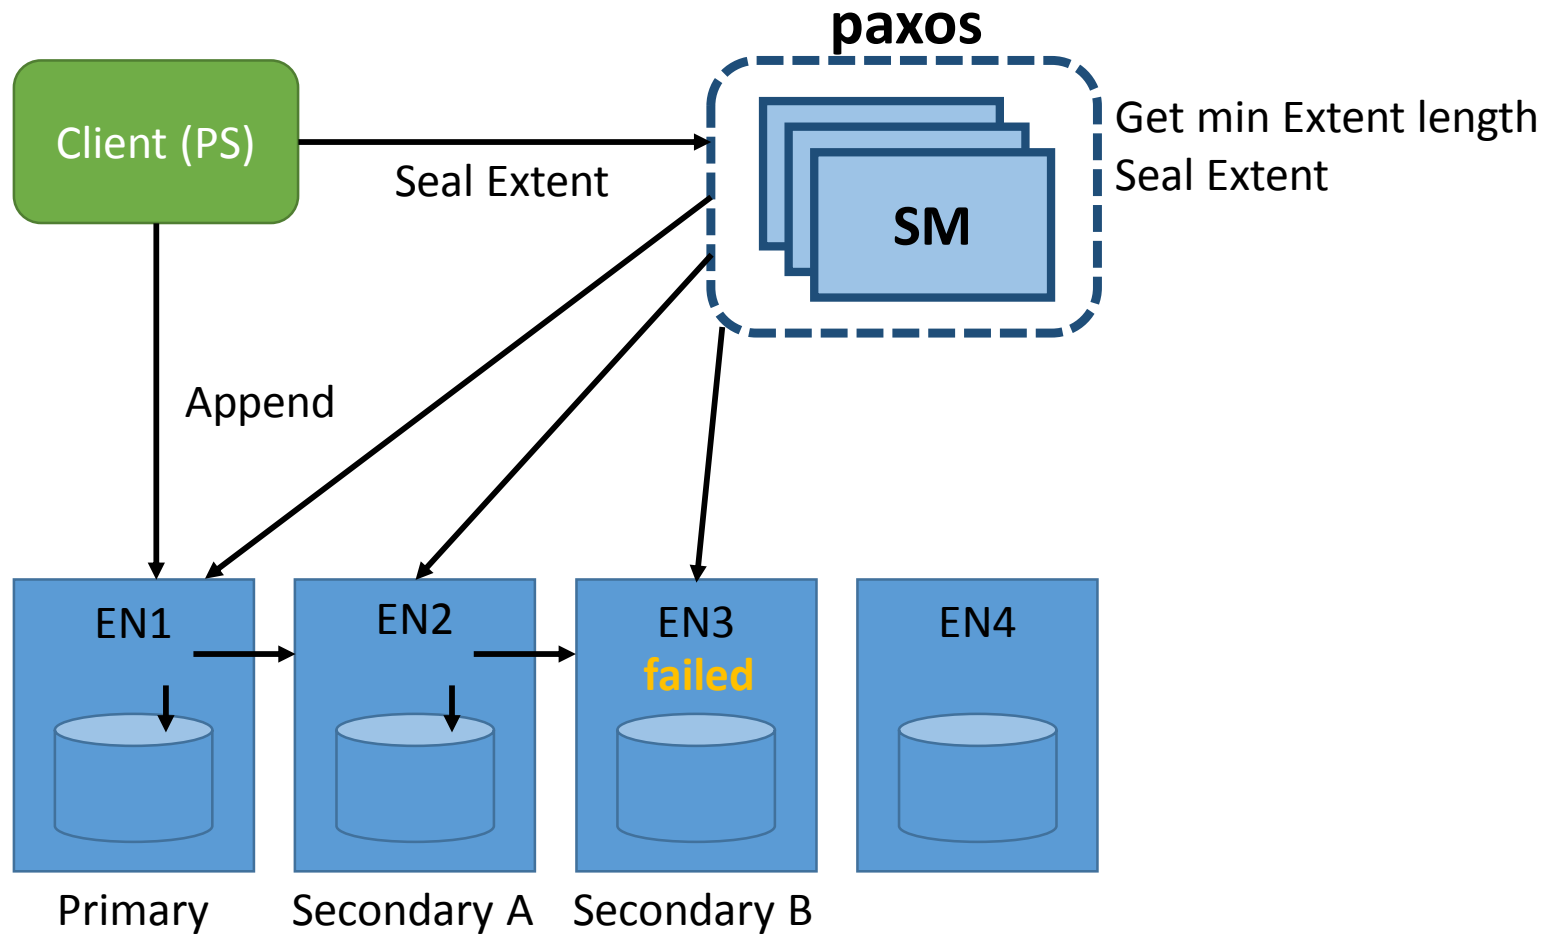 paxos
Client (PS)
Seal Extent
SM
Get min Extent length
Seal Extent
Append
EN1
EN2
EN3
failed
EN4
Primary
Secondary A
Secondary B